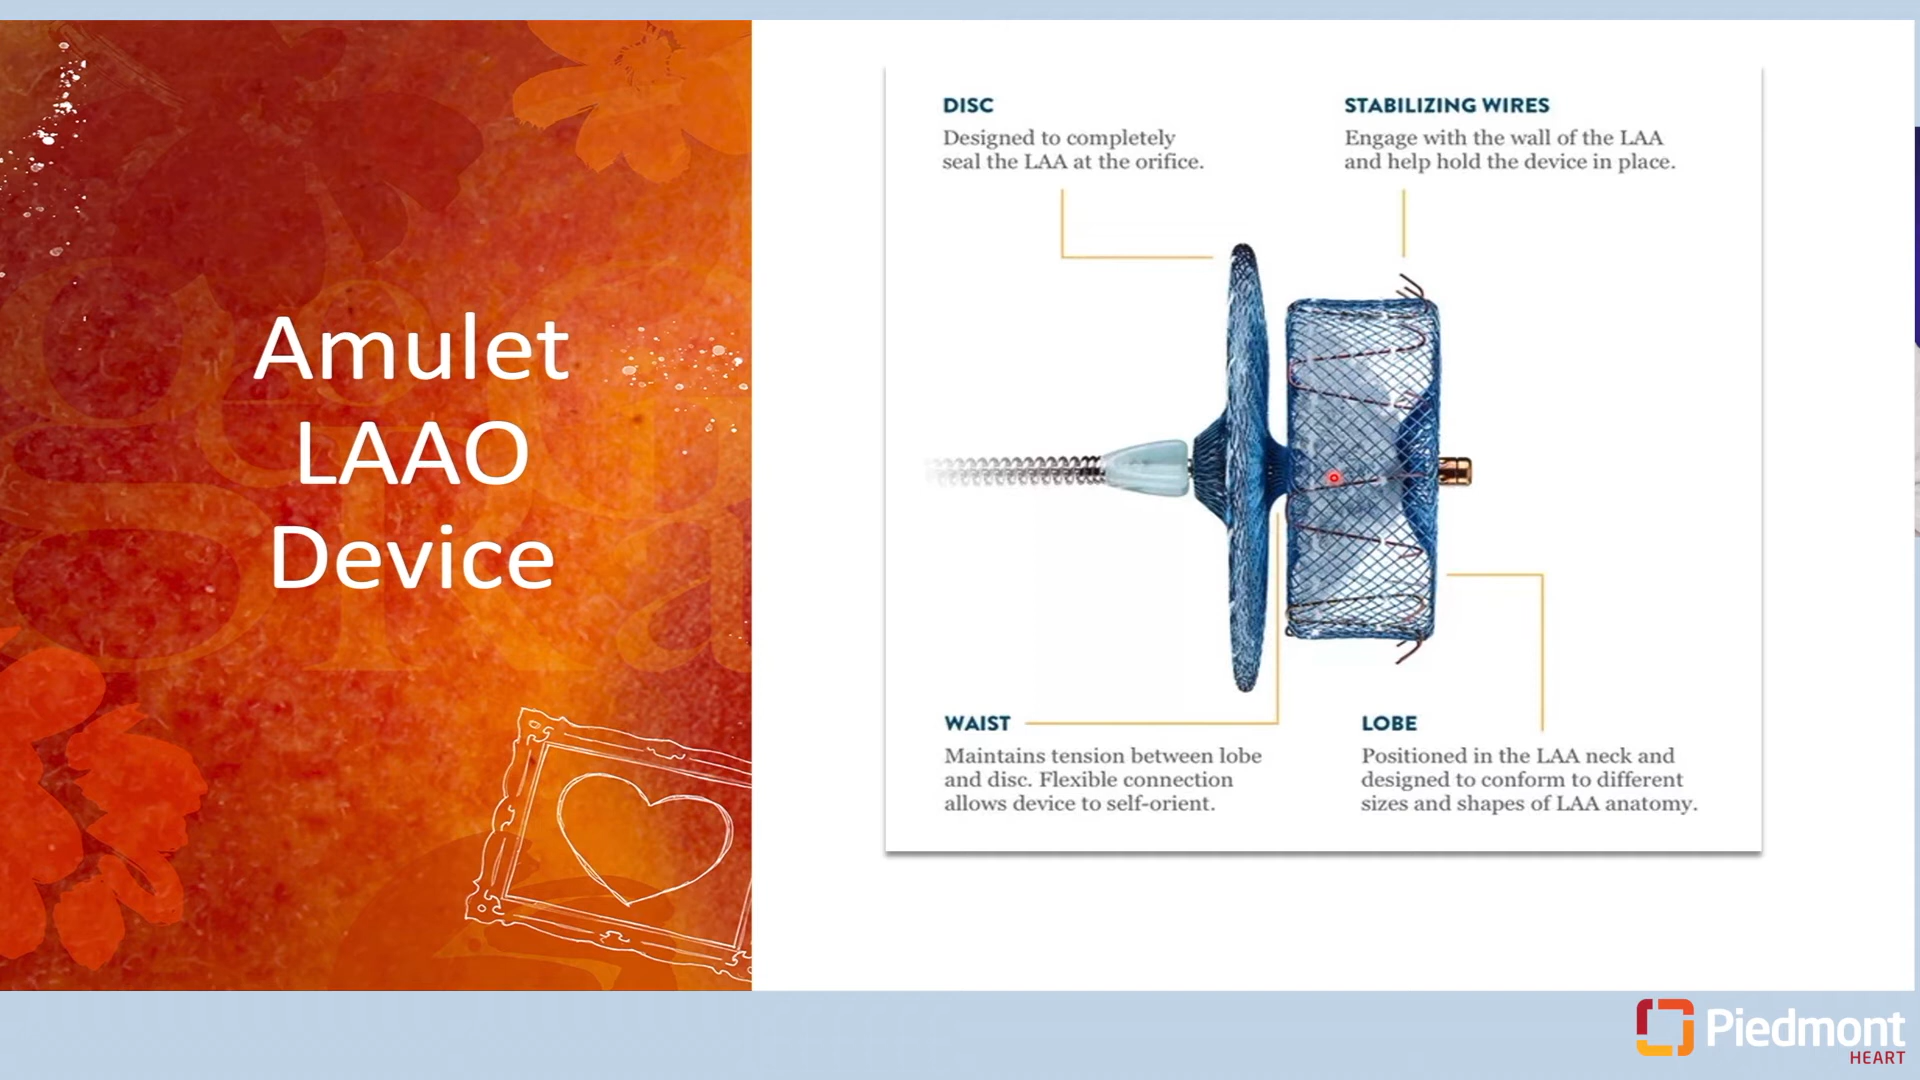 Amulet
LAAO
Device
DISC
Designed to completely
seal the LAA at the orifice.
STABILIZING WIRES
Engage with the wall of the LAA
and help hold the device in place.
WAIST
Maintains tension between lobe
and disc. Flexible connection
allows device to self-orient.
LOBE
Positioned in the LAA neck and
designed to conform to different
sizes and shapes of LAA anatomy.
Piedmont
HEART